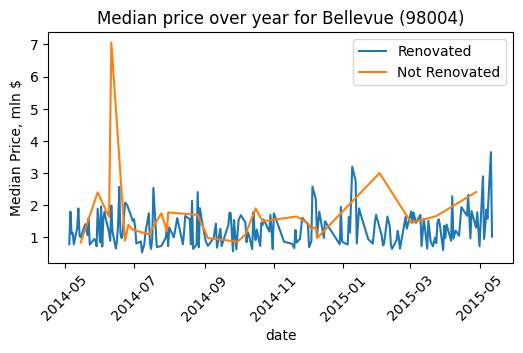 Median price over year for Bellevue (98004)
Renovated
Not Renovated
Median Price, mln $
7
6
5
4
3
2
1
2014-05
2014-07
2014-09
2014-11
2015-01
2015-03
2015-05
date